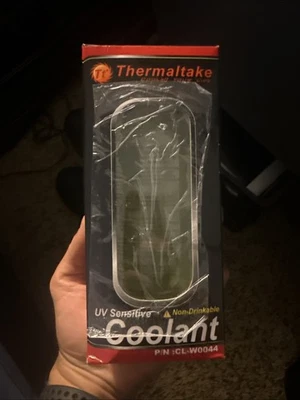 Thermaltake
UV Sensitive
Non-Drinkable
Coolant
P/N :CL-W0044